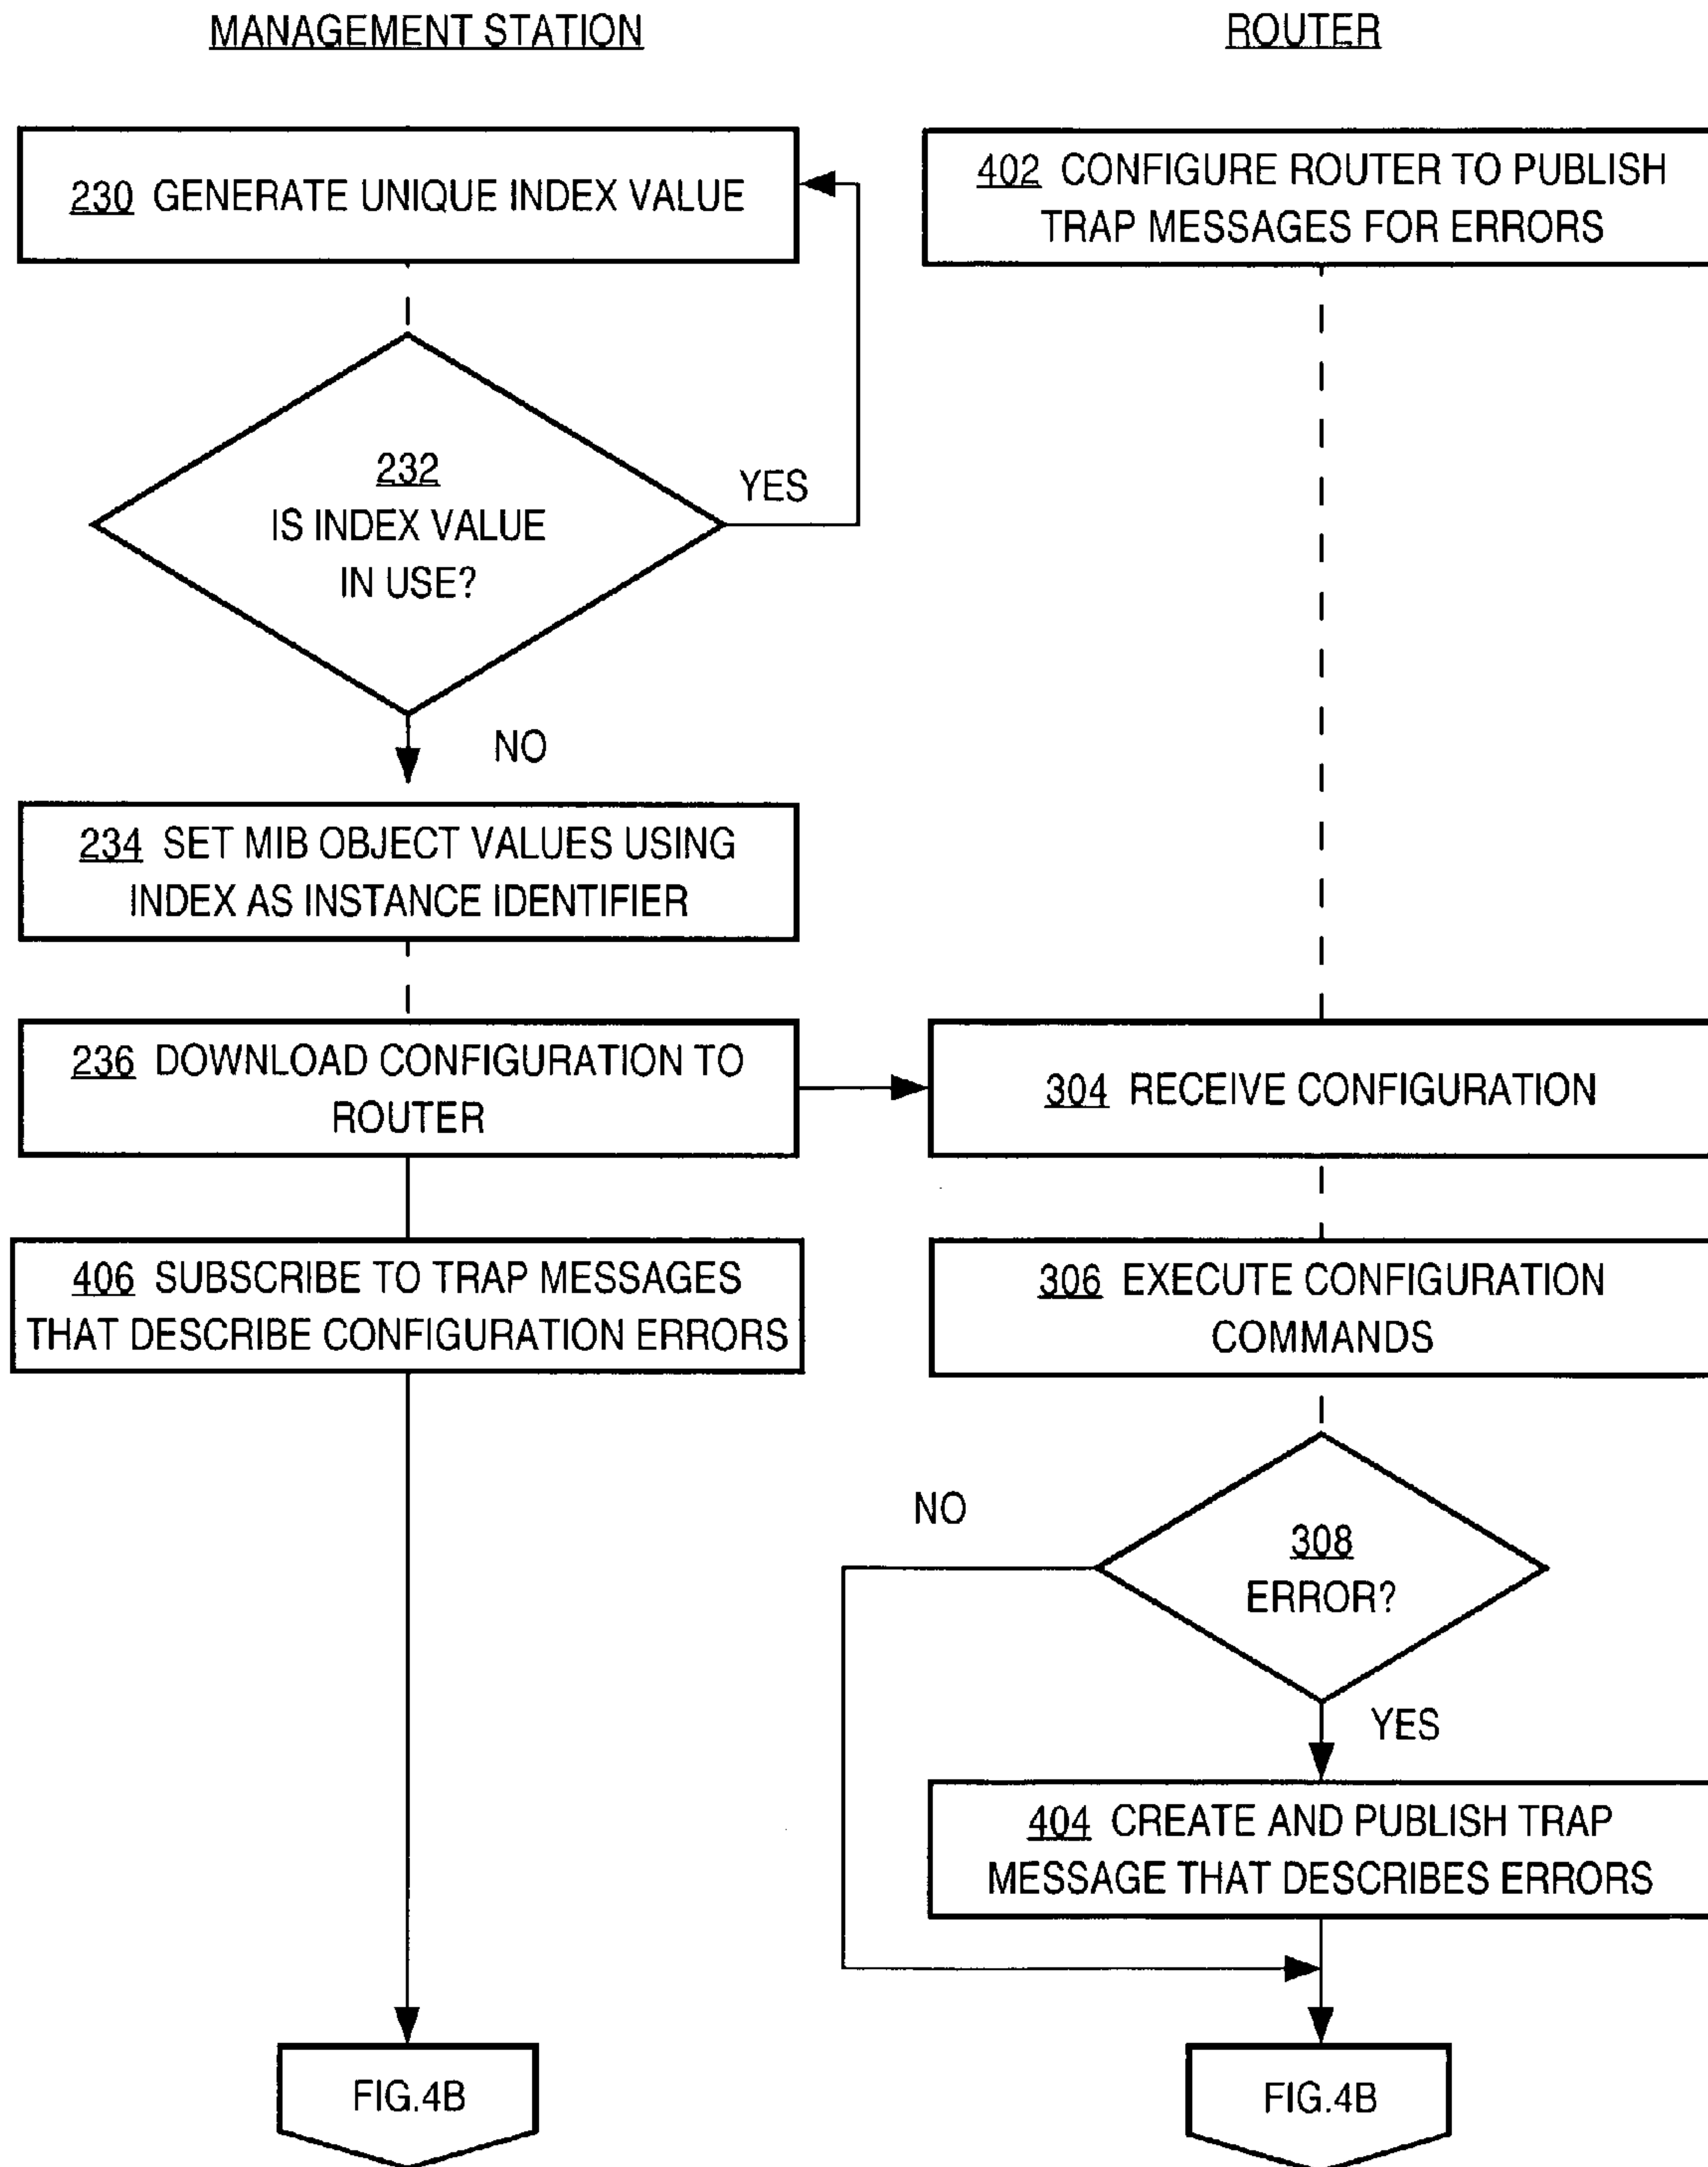 MANAGEMENT STATION
230 GENERATE UNIQUE INDEX VALUE
232
IS INDEX VALUE
IN USE?
YES
NO
234 SET MIB OBJECT VALUES USING
INDEX AS INSTANCE IDENTIFIER
236 DOWNLOAD CONFIGURATION TO
ROUTER
406 SUBSCRIBE TO TRAP MESSAGES
THAT DESCRIBE CONFIGURATION ERRORS
FIG.4B
ROUTER
402 CONFIGURE ROUTER TO PUBLISH
TRAP MESSAGES FOR ERRORS
304 RECEIVE CONFIGURATION
306 EXECUTE CONFIGURATION
COMMANDS
308
ERROR?
NO
YES
404 CREATE AND PUBLISH TRAP
MESSAGE THAT DESCRIBES ERRORS
FIG.4B